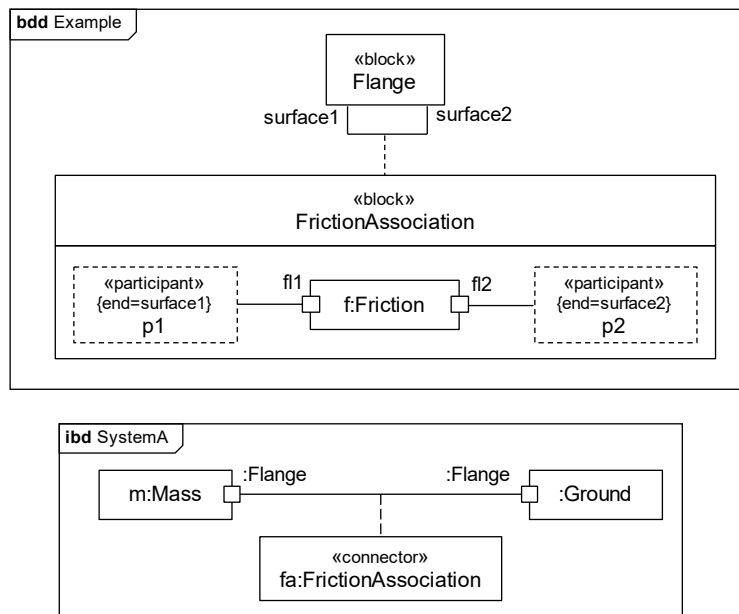 bdd Example
«block»
Flange
surface1
surface2
«block»
FrictionAssociation
«participant»
{end=surface1}
p1
fl1
f:Friction
fl2
«participant»
{end=surface2}
p2
ibd SystemA
:Flange
:Flange
m:Mass
:Ground
«connector»
fa:FrictionAssociation